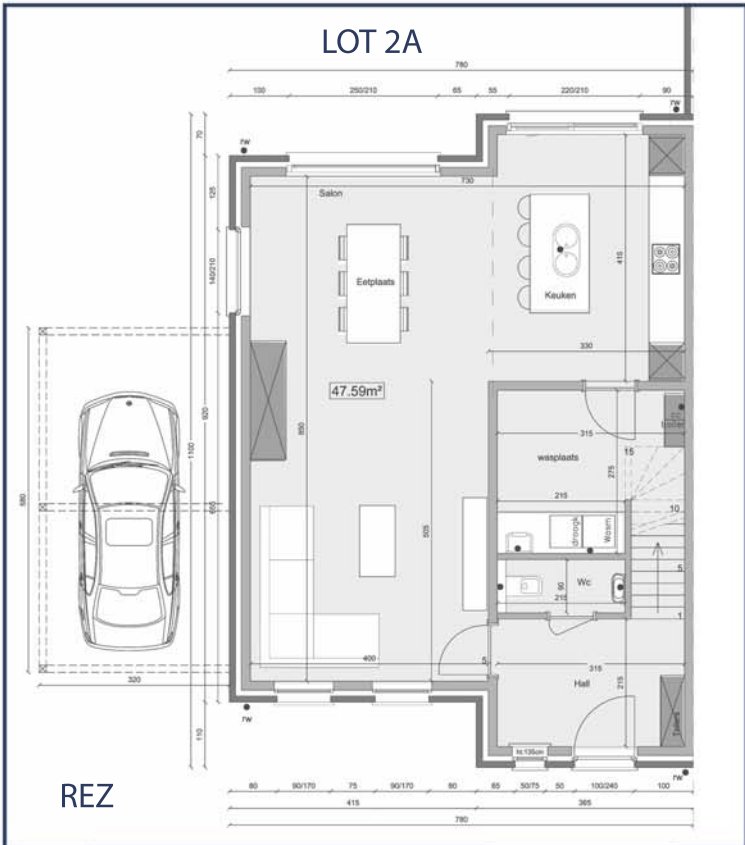 LOT 2A
780
100 250/210 65 55 220/210 90
rw
rw
70
125
140/210
920
1100
650
580
320
110
Salon
730
Eetplaats
Keuken
415
330
47.59m²
850
505
400
5
315
wasplaats
275
215
15
10
5
1
droogk
Wasm
Wc
90
215
315
Hall
215
ht:135cm
rw
rw
REZ
80 90/170 75 90/170 80 65 50/75 50 100/240 100
415 365
780